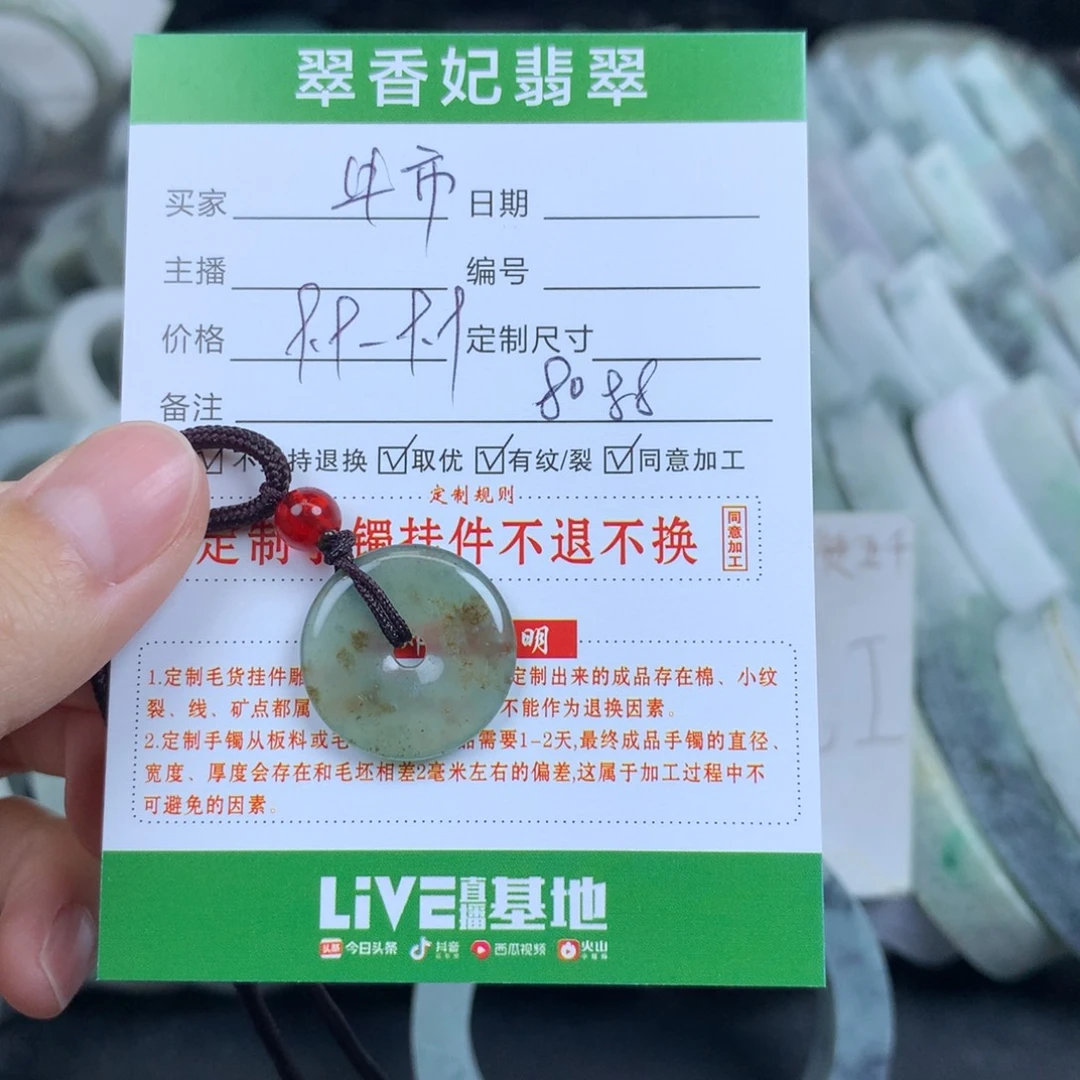 翠香妃翡翠
买家 日期
主播 编号
价格 定制尺寸
备注
不 持退换 取优 有纹/裂 同意加工
定制规则
定制 镯挂件不退不换 同意加工
明
1.定制毛货挂件雕 定制出来的成品存在棉、小纹
裂、线、矿点都属 不能作为退换因素。
2.定制手镯从板料或毛 需要1-2天,最终成品手镯的直径、
宽度、厚度会存在和毛坯相差2毫米左右的偏差,这属于加工过程中不
可避免的因素。
LiVE直播基地
头条 今日头条 抖音 西瓜视频 火山